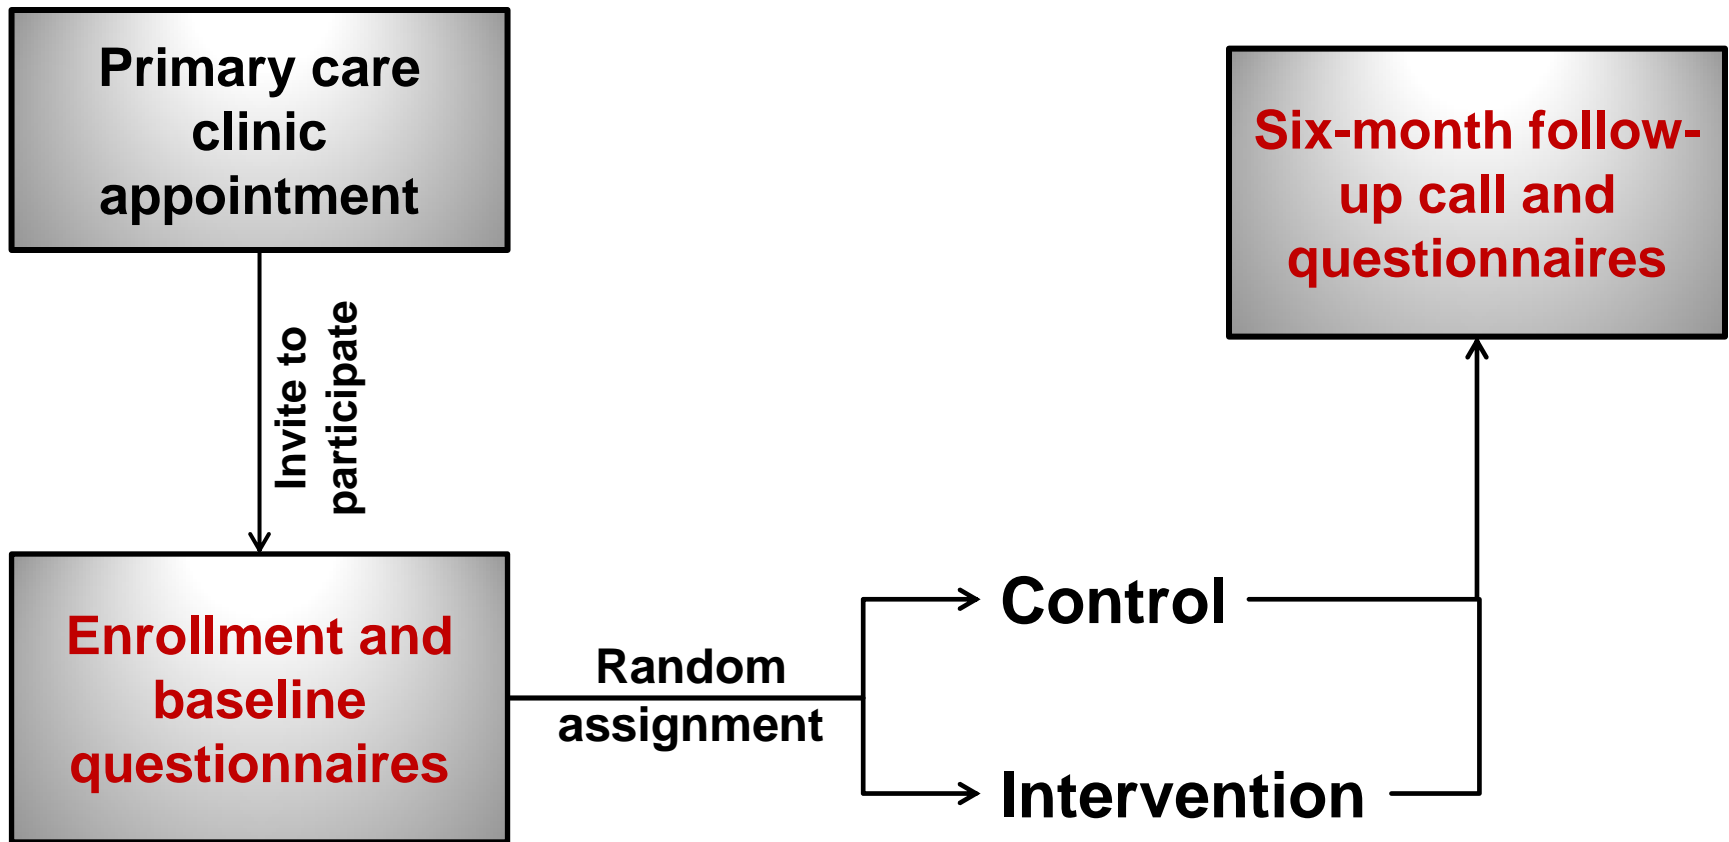 Primary care
clinic
appointment
Invite to
participate
Enrollment and
baseline
questionnaires
Random
assignment
Control
Intervention
Six-month follow-
up call and
questionnaires